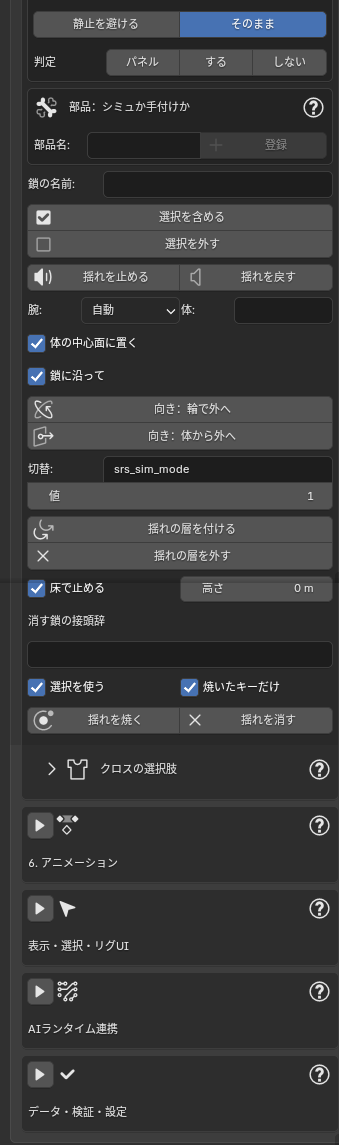 静止を避ける そのまま
判定 パネル する しない
部品: シミュか手付けか
部品名: 登録
鎖の名前:
選択を含める
選択を外す
揺れを止める 揺れを戻す
腕: 自動 体:
体の中心面に置く
鎖に沿って
向き: 輪で外へ
向き: 体から外へ
切替: srs_sim_mode
値 1
揺れの層を付ける
揺れの層を外す
床で止める 高さ 0 m
消す鎖の接頭辞
選択を使う 焼いたキーだけ
揺れを焼く 揺れを消す
クロスの選択肢
6. アニメーション
表示・選択・リグUI
AIランタイム連携
データ・検証・設定